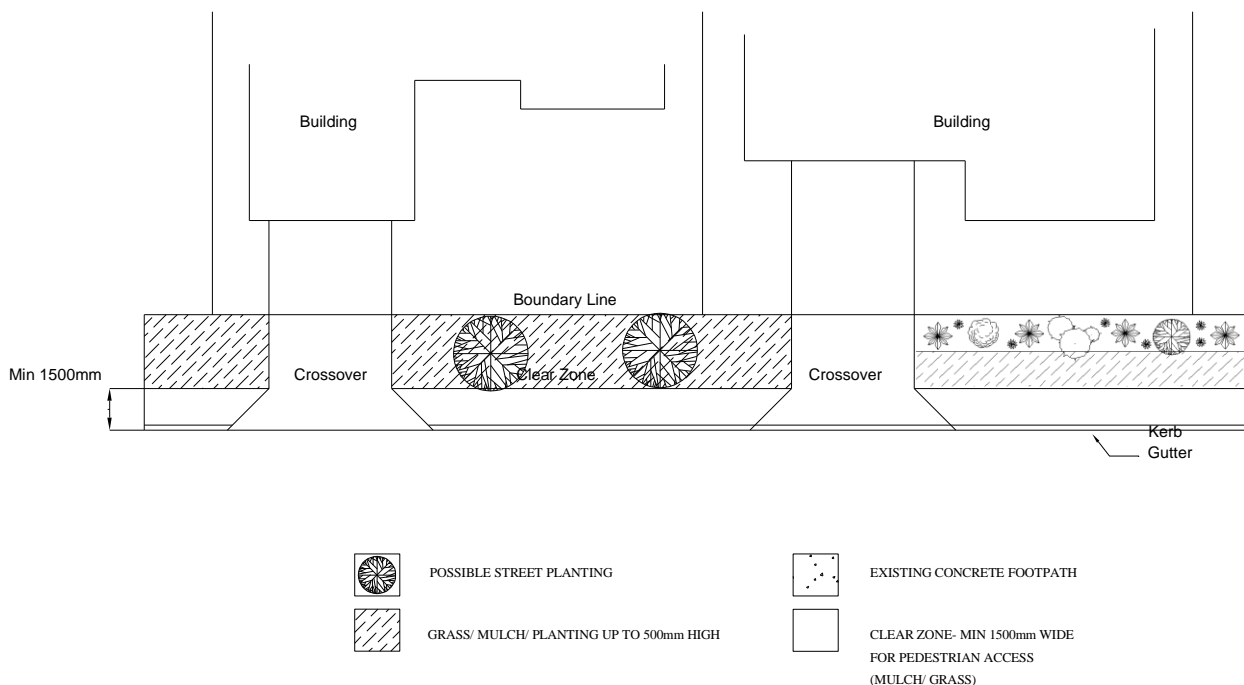 Building
Building
Boundary Line
Min 1500mm
Crossover
Clear Zone
Crossover
Kerb
Gutter
POSSIBLE STREET PLANTING
EXISTING CONCRETE FOOTPATH
GRASS/ MULCH/ PLANTING UP TO 500mm HIGH
CLEAR ZONE- MIN 1500mm WIDE
FOR PEDESTRIAN ACCESS
(MULCH/ GRASS)